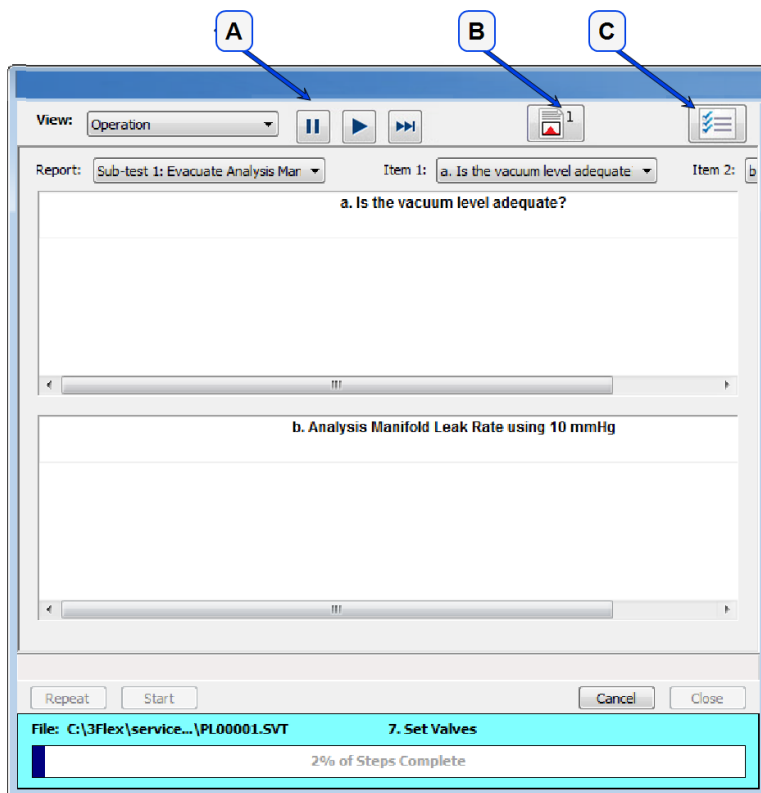 A B C
View: Operation 1
Report: Sub-test 1: Evacuate Analysis Mar Item 1: a. Is the vacuum level adequate Item 2: b
a. Is the vacuum level adequate?
b. Analysis Manifold Leak Rate using 10 mmHg
Repeat Start Cancel Close
File: C:\3Flex\service...\PL00001.SVT 7. Set Valves
2% of Steps Complete